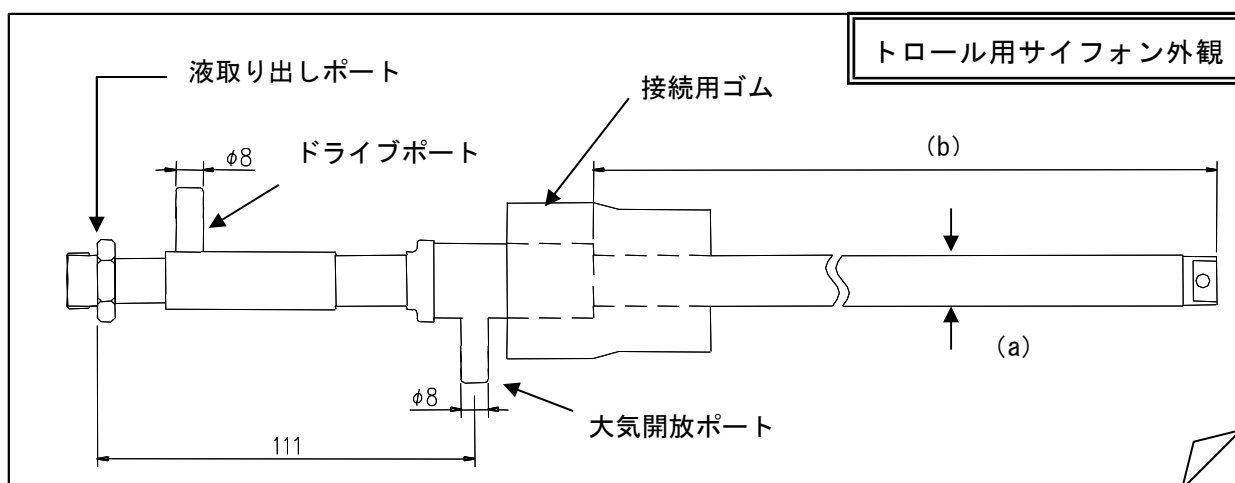 トロール用サイフォン外観
液取り出しポート
接続用ゴム
ドライブポート
φ8
(b)
(a)
φ8
大気開放ポート
111